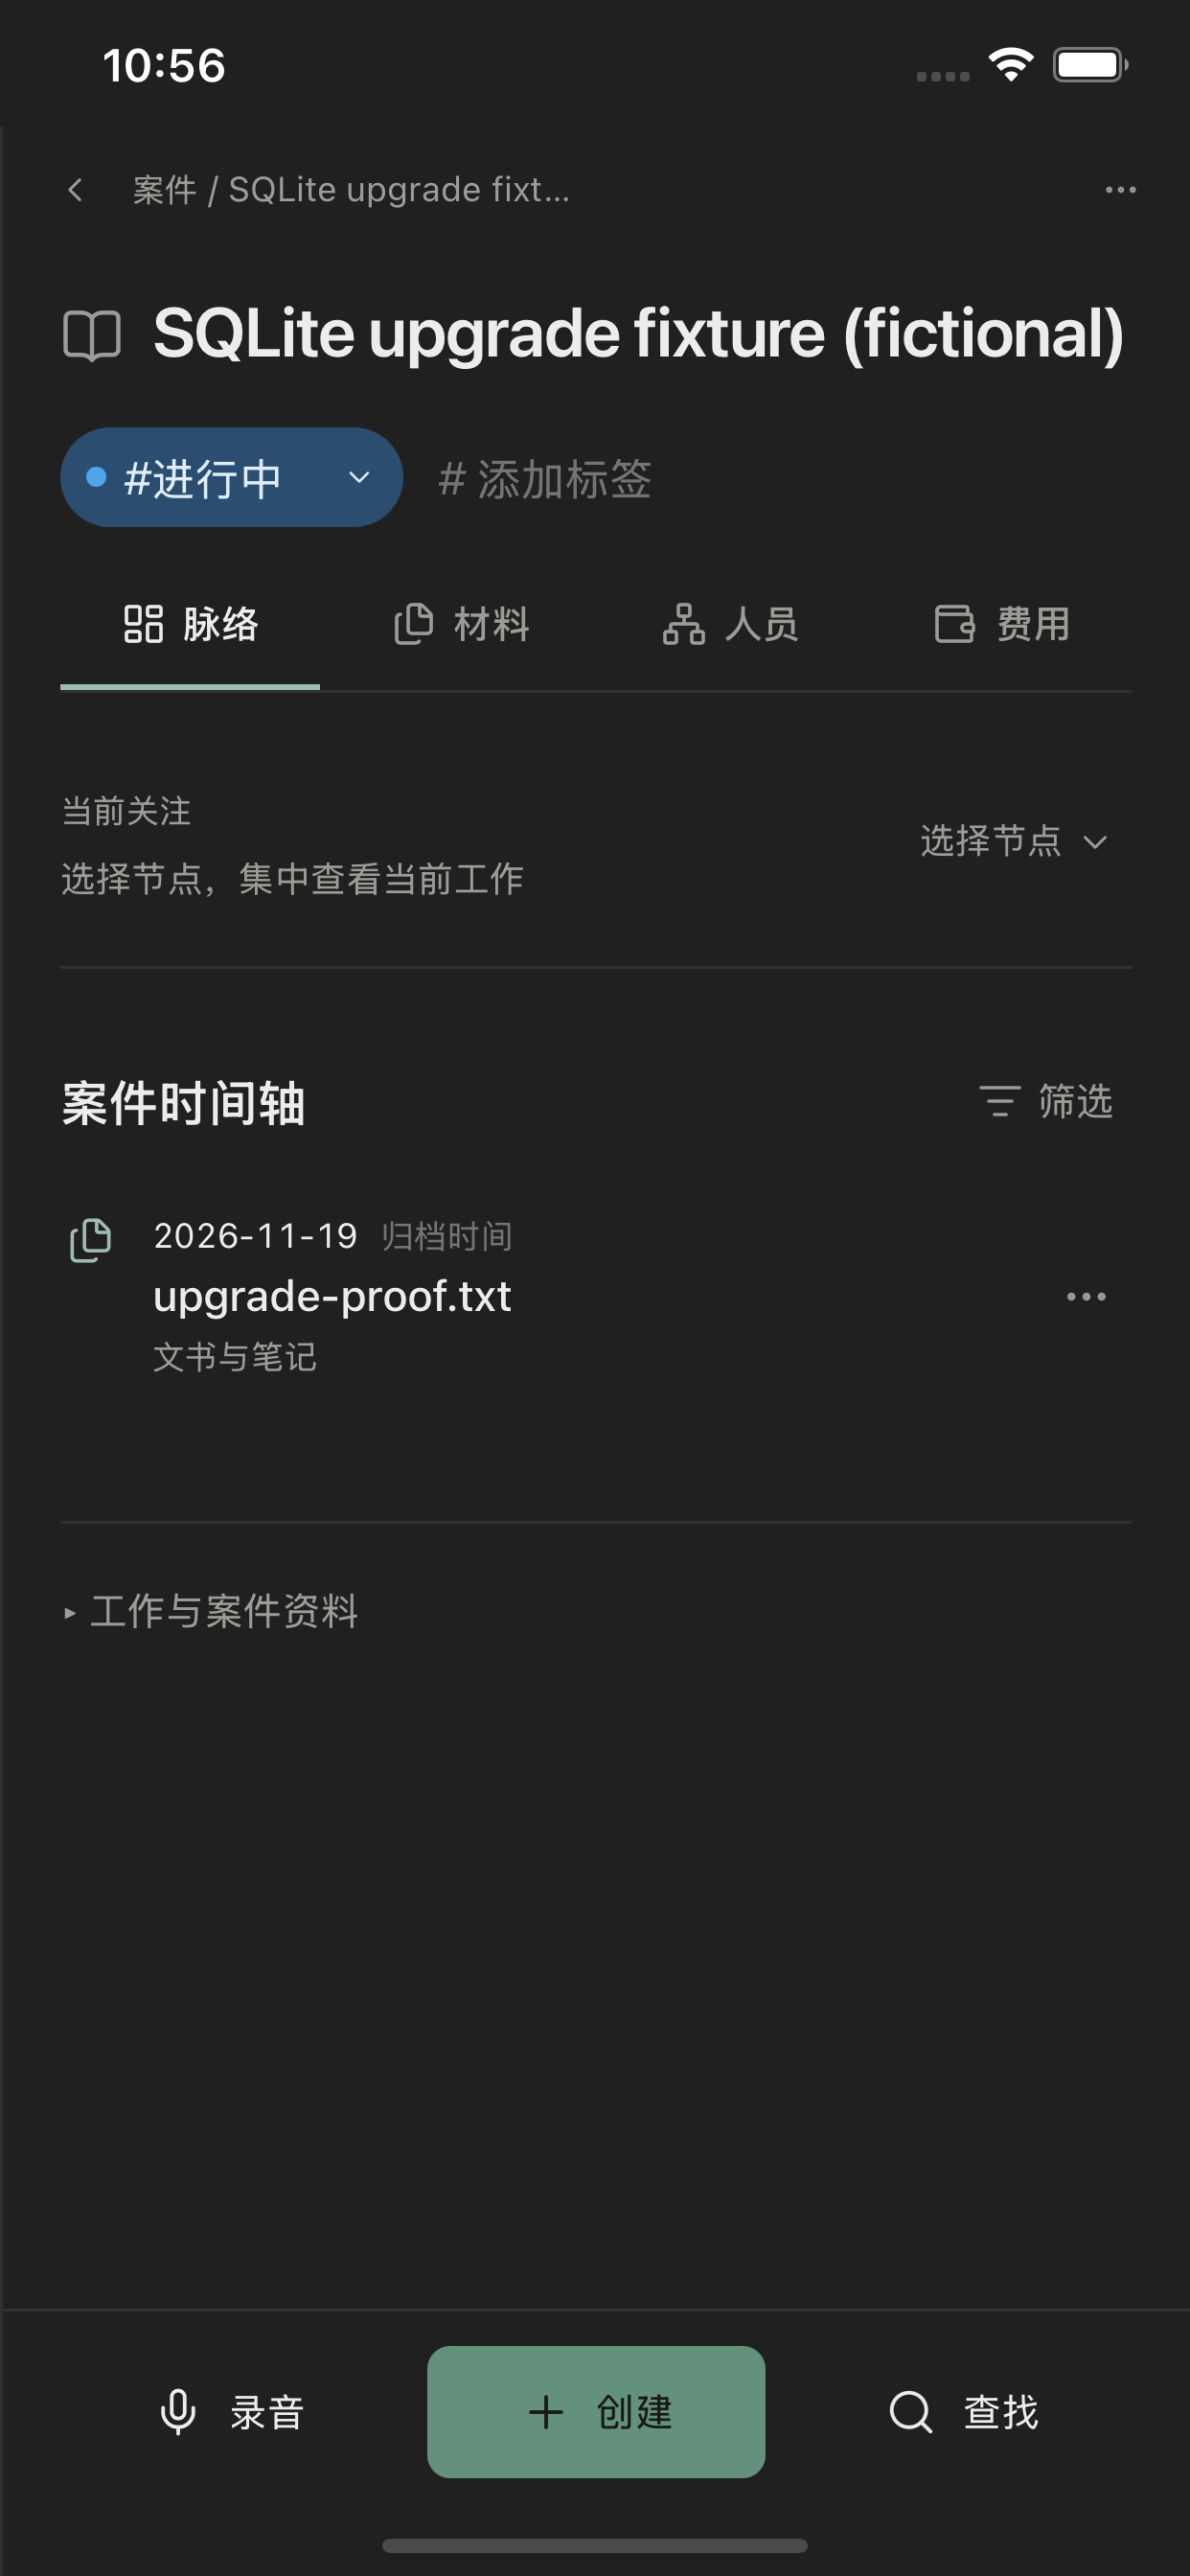 10:56
案件 / SQLite upgrade fixt...
SQLite upgrade fixture (fictional)
#进行中
# 添加标签
脉络
材料
人员
费用
当前关注
选择节点，集中查看当前工作
选择节点
案件时间轴
筛选
2026-11-19 归档时间
upgrade-proof.txt
文书与笔记
工作与案件资料
录音
创建
查找